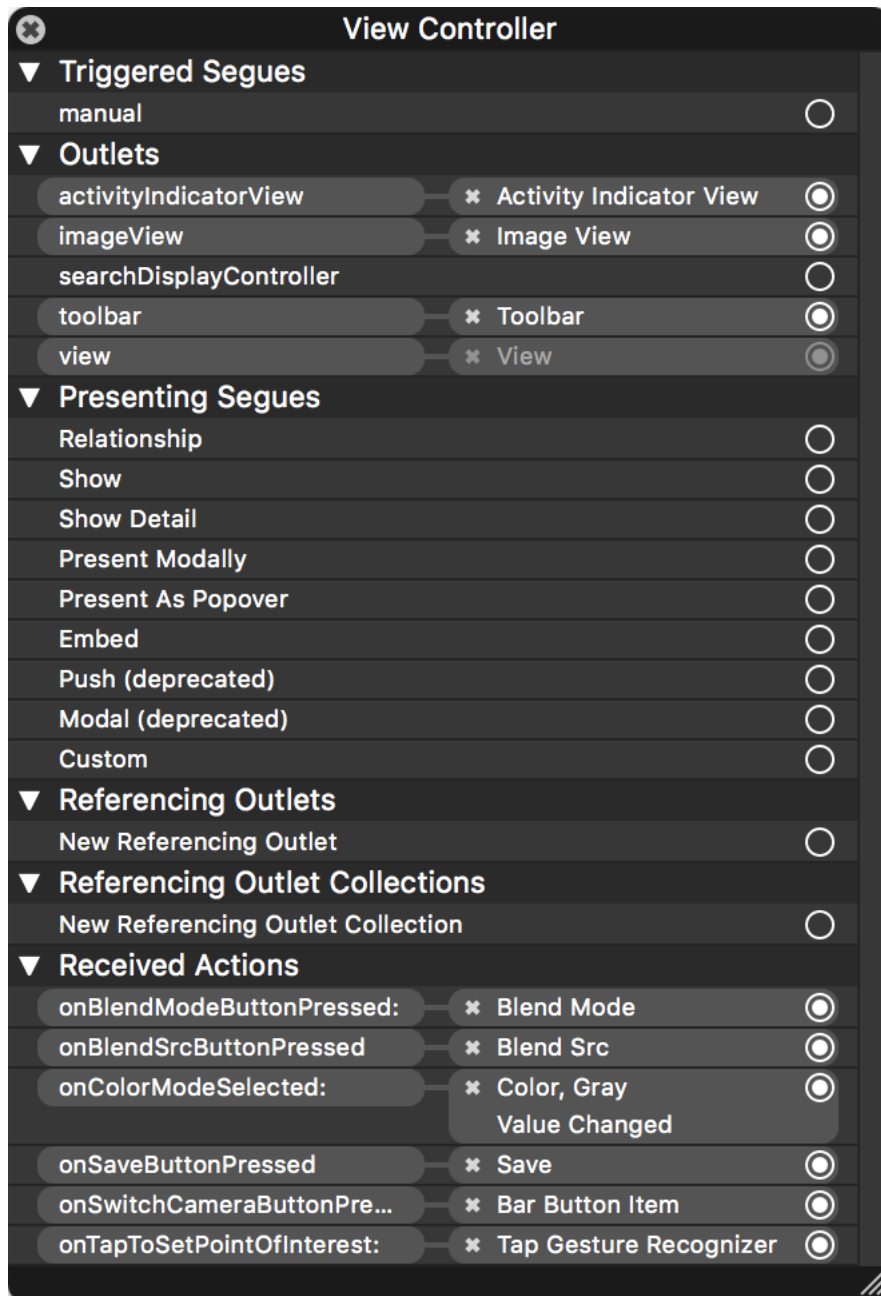 View Controller
Triggered Segues
manual
Outlets
activityIndicatorView Activity Indicator View
imageView Image View
searchDisplayController
toolbar Toolbar
view View
Presenting Segues
Relationship
Show
Show Detail
Present Modally
Present As Popover
Embed
Push (deprecated)
Modal (deprecated)
Custom
Referencing Outlets
New Referencing Outlet
Referencing Outlet Collections
New Referencing Outlet Collection
Received Actions
onBlendModeButtonPressed: Blend Mode
onBlendSrcButtonPressed Blend Src
onColorModeSelected: Color, Gray
Value Changed
onSaveButtonPressed Save
onSwitchCameraButtonPre... Bar Button Item
onTapToSetPointOfInterest: Tap Gesture Recognizer